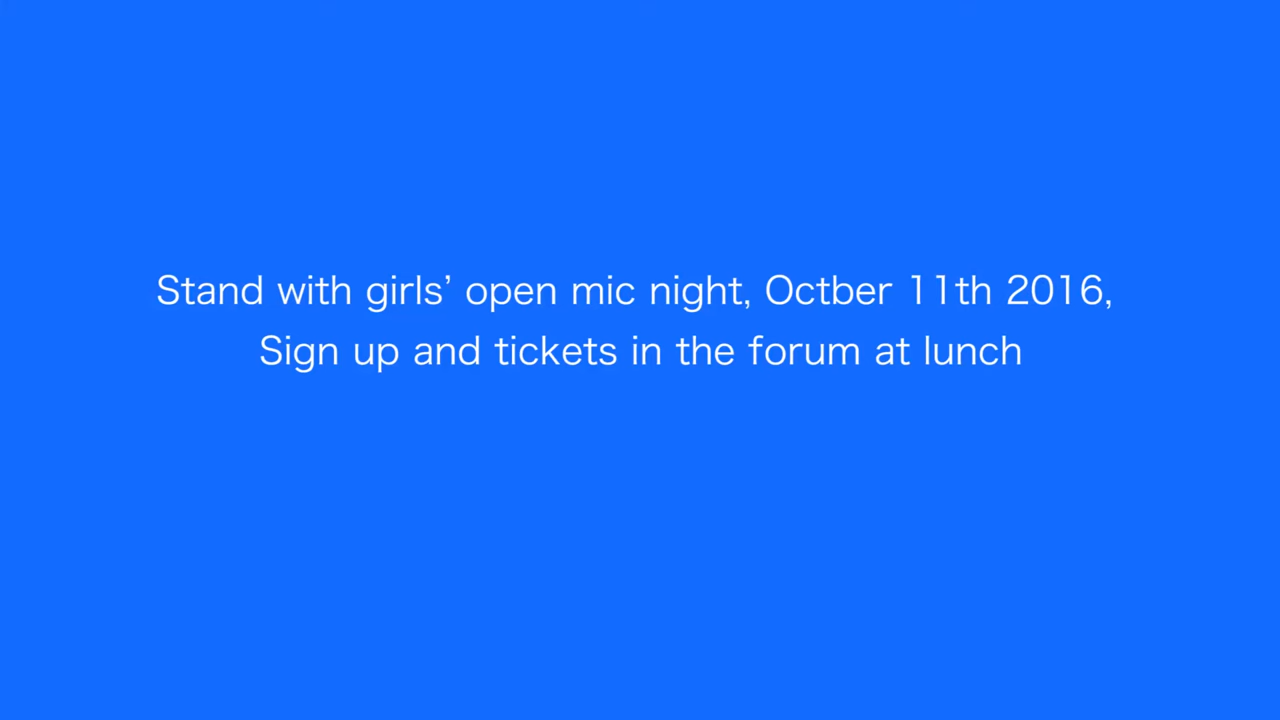 Stand with girls’ open mic night, Octber 11th 2016,
Sign up and tickets in the forum at lunch